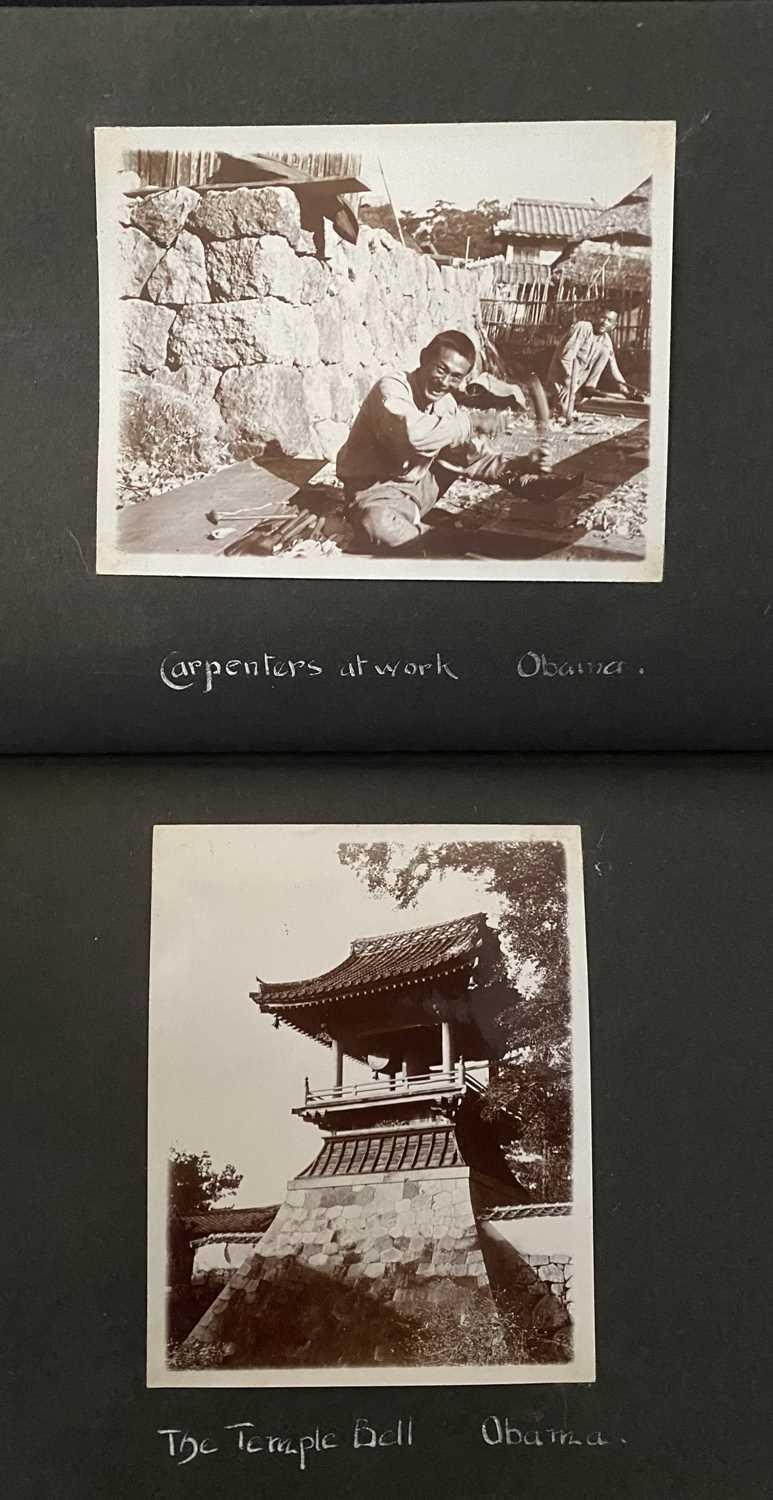 Carpenters at work Obama.
The Temple Bell Obama.